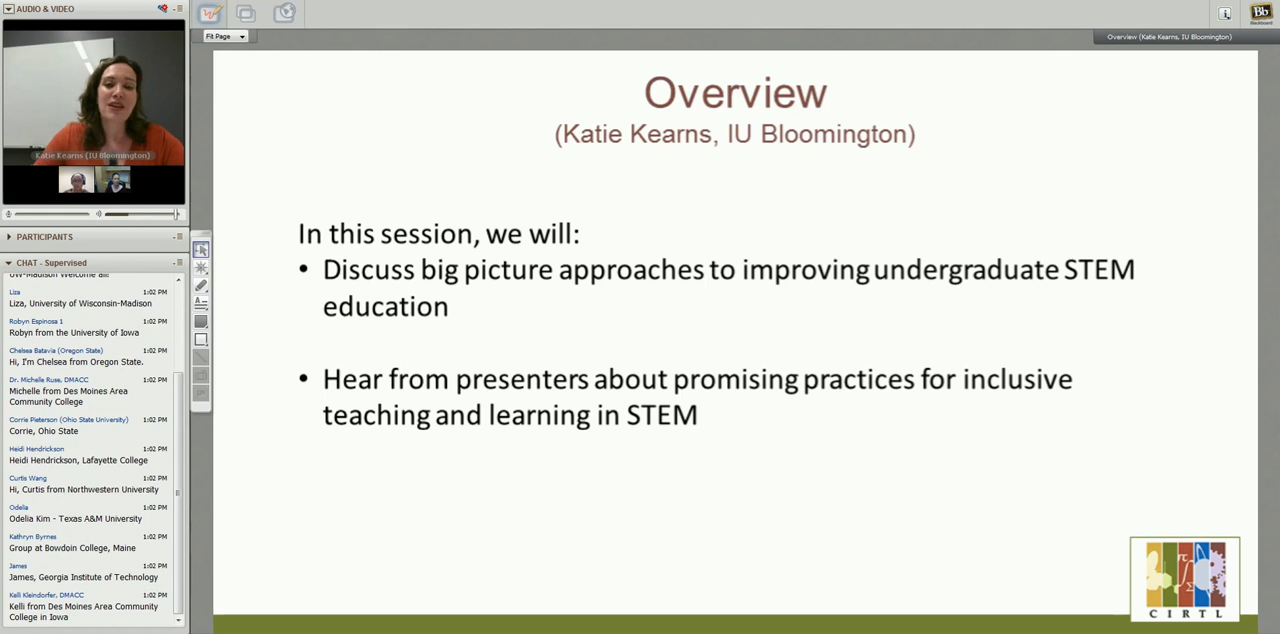 AUDIO & VIDEO
Katie Kearns (IU Bloomington)
PARTICIPANTS
CHAT - Supervised
UW-Madison Welcome all!
Liza 1:02 PM
Liza, University of Wisconsin-Madison
Robyn Espinosa 1 1:02 PM
Robyn from the University of Iowa
Chelsea Batavia (Oregon State) 1:02 PM
Hi, I'm Chelsea from Oregon State.
Dr. Michelle Ruse, DMACC 1:02 PM
Michelle from Des Moines Area
Community College
Corrie Pieterson (Ohio State University) 1:02 PM
Corrie, Ohio State
Heidi Hendrickson 1:02 PM
Heidi Hendrickson, Lafayette College
Curtis Wang 1:02 PM
Hi, Curtis from Northwestern University
Odelia 1:02 PM
Odelia Kim - Texas A&M University
Kathryn Byrnes 1:02 PM
Group at Bowdoin College, Maine
James 1:02 PM
James, Georgia Institute of Technology
Kelli Kleindorfer, DMACC 1:02 PM
Kelli from Des Moines Area Community
College in Iowa
Fit Page
Bb
Blackboard
Overview (Katie Kearns, IU Bloomington)
Overview
(Katie Kearns, IU Bloomington)
In this session, we will:
• Discuss big picture approaches to improving undergraduate STEM
education
• Hear from presenters about promising practices for inclusive
teaching and learning in STEM
CIRTL